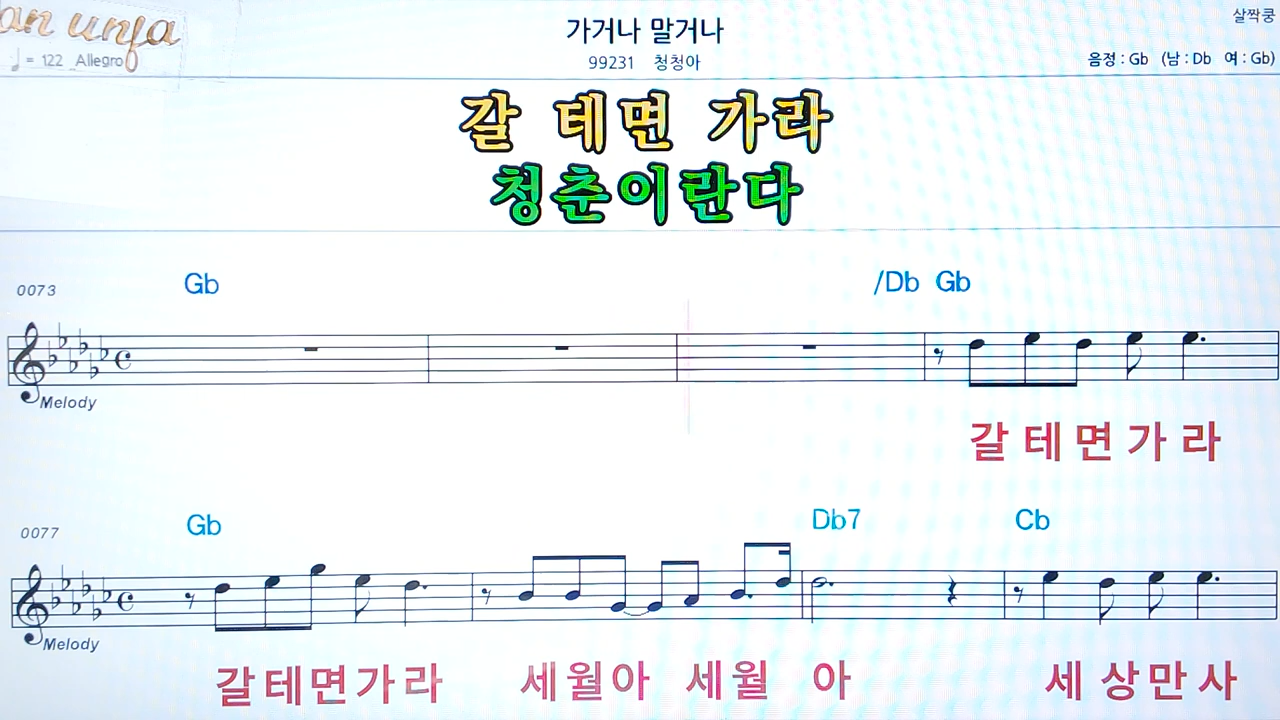 가거나 말거나
살짝쿵
♩ = 122 Allegro
99231 청청아
음정 : Gb (남 : Db 여 : Gb)
갈 테면 가라
청춘이란다
0073 Gb /Db Gb
Melody
갈 테 면 가 라
0077 Gb Db7 Cb
Melody
갈 테 면 가 라 세 월 아 세 월 아 세 상 만 사